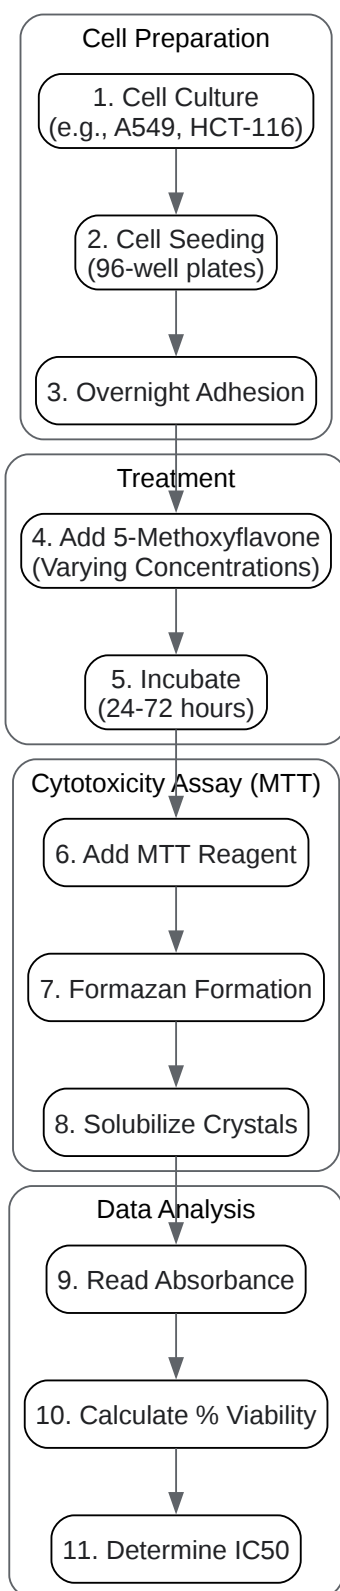 Cell Preparation
1. Cell Culture
(e.g., A549, HCT-116)
2. Cell Seeding
(96-well plates)
3. Overnight Adhesion
Treatment
4. Add 5-Methoxyflavone
(Varying Concentrations)
5. Incubate
(24-72 hours)
Cytotoxicity Assay (MTT)
6. Add MTT Reagent
7. Formazan Formation
8. Solubilize Crystals
Data Analysis
9. Read Absorbance
10. Calculate % Viability
11. Determine IC50